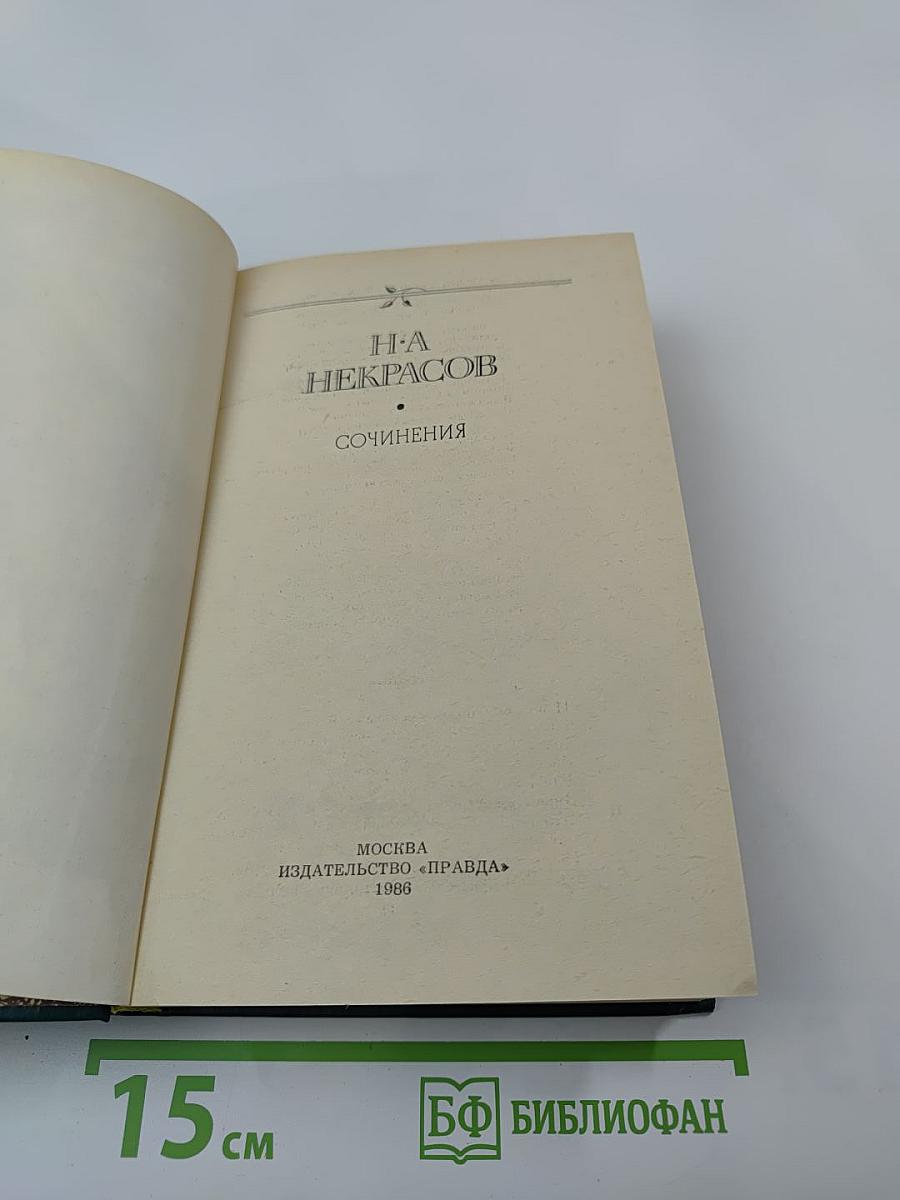 Н·А
НЕКРАСОВ
СОЧИНЕНИЯ
МОСКВА
ИЗДАТЕЛЬСТВО «ПРАВДА»
1986
15 см
БФ БИБЛИОФАН